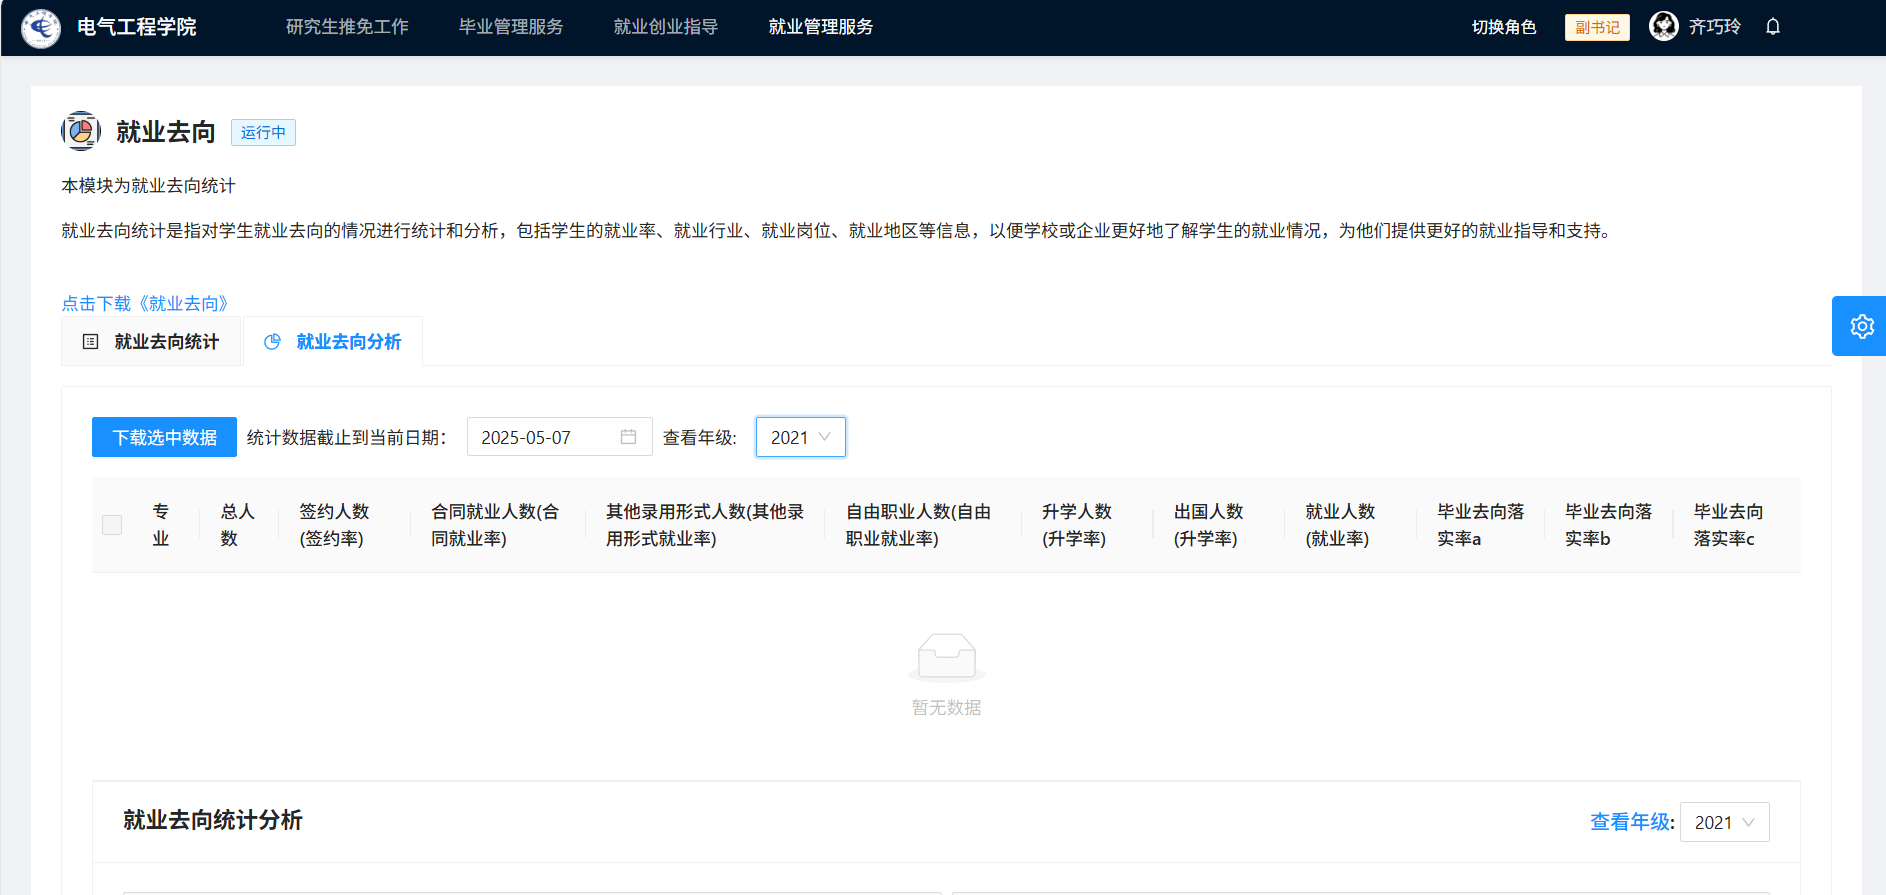 电气工程学院 研究生推免工作 毕业管理服务 就业创业指导 就业管理服务 切换角色 副书记 齐巧玲
就业去向 运行中
本模块为就业去向统计
就业去向统计是指对学生就业去向的情况进行统计和分析，包括学生的就业率、就业行业、就业岗位、就业地区等信息，以便学校或企业更好地了解学生的就业情况，为他们提供更好的就业指导和支持。
点击下载《就业去向》
就业去向统计 就业去向分析
下载选中数据 统计数据截止到当前日期： 2025-05-07 查看年级: 2021
专业 总人数 签约人数(签约率) 合同就业人数(合同就业率) 其他录用形式人数(其他录用形式就业率) 自由职业人数(自由职业就业率) 升学人数(升学率) 出国人数(升学率) 就业人数(就业率) 毕业去向落实率a 毕业去向落实率b 毕业去向落实率c
暂无数据
就业去向统计分析 查看年级: 2021